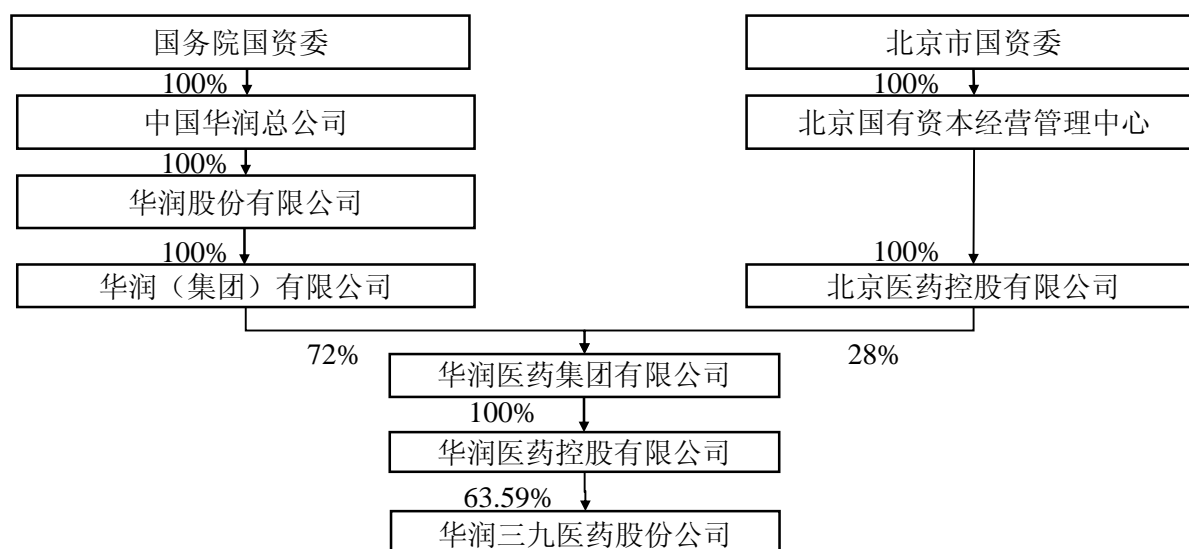 国务院国资委
北京市国资委
100%
100%
中国华润总公司
北京国有资本经营管理中心
100%
华润股份有限公司
100%
100%
华润（集团）有限公司
北京医药控股有限公司
72%
28%
华润医药集团有限公司
100%
华润医药控股有限公司
63.59%
华润三九医药股份公司